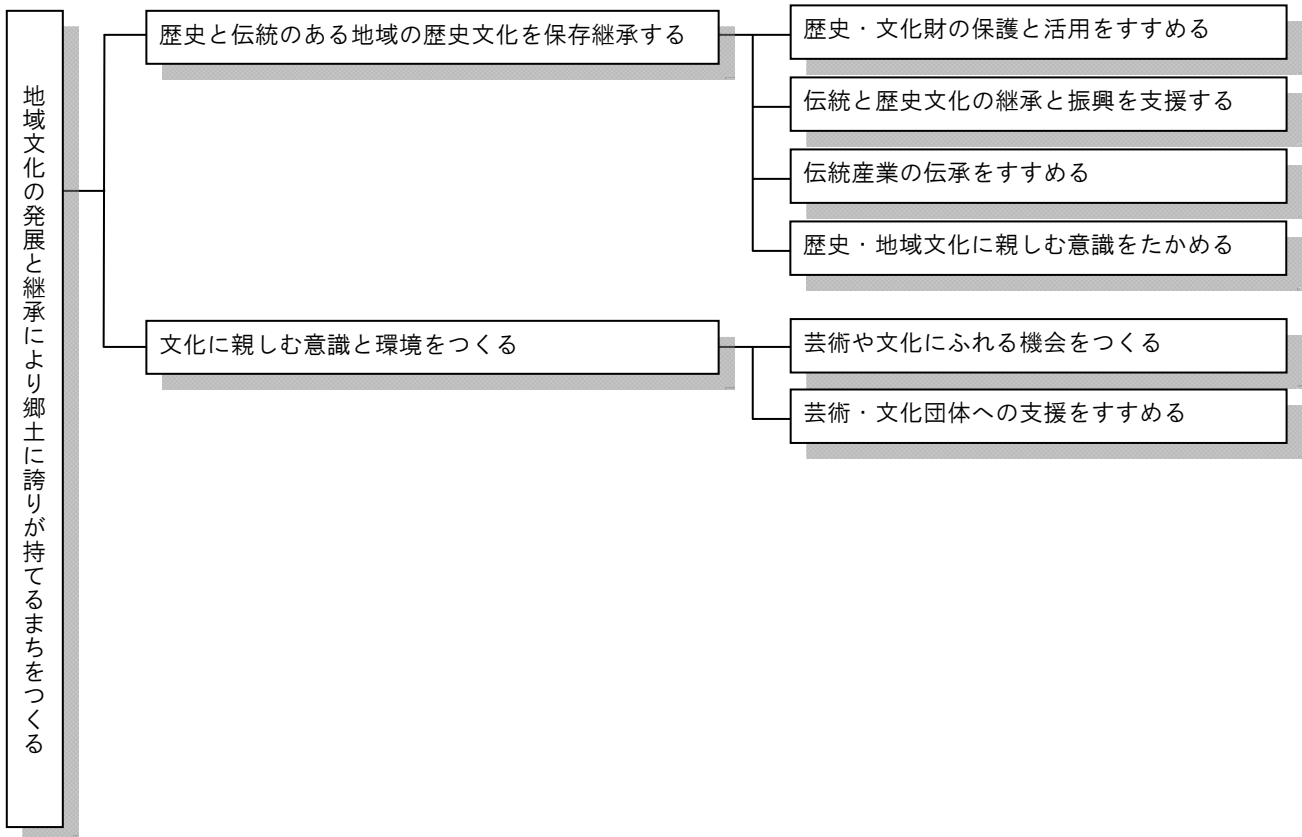 地域文化の発展と継承により郷土に誇りが持てるまちをつくる
歴史と伝統のある地域の歴史文化を保存継承する
歴史・文化財の保護と活用をすすめる
伝統と歴史文化の継承と振興を支援する
伝統産業の伝承をすすめる
歴史・地域文化に親しむ意識をたかめる
文化に親しむ意識と環境をつくる
芸術や文化にふれる機会をつくる
芸術・文化団体への支援をすすめる